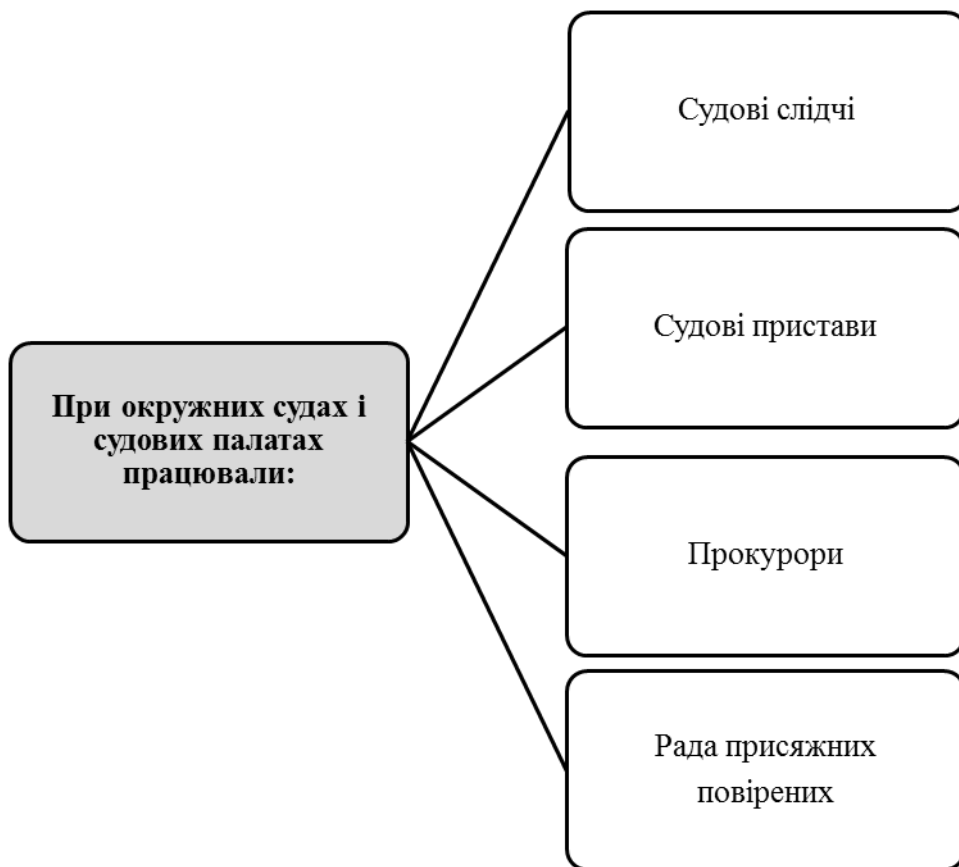 При окружних судах і
судових палатах
працювали:
Судові слідчі
Судові пристави
Прокурори
Рада присяжних
повірених